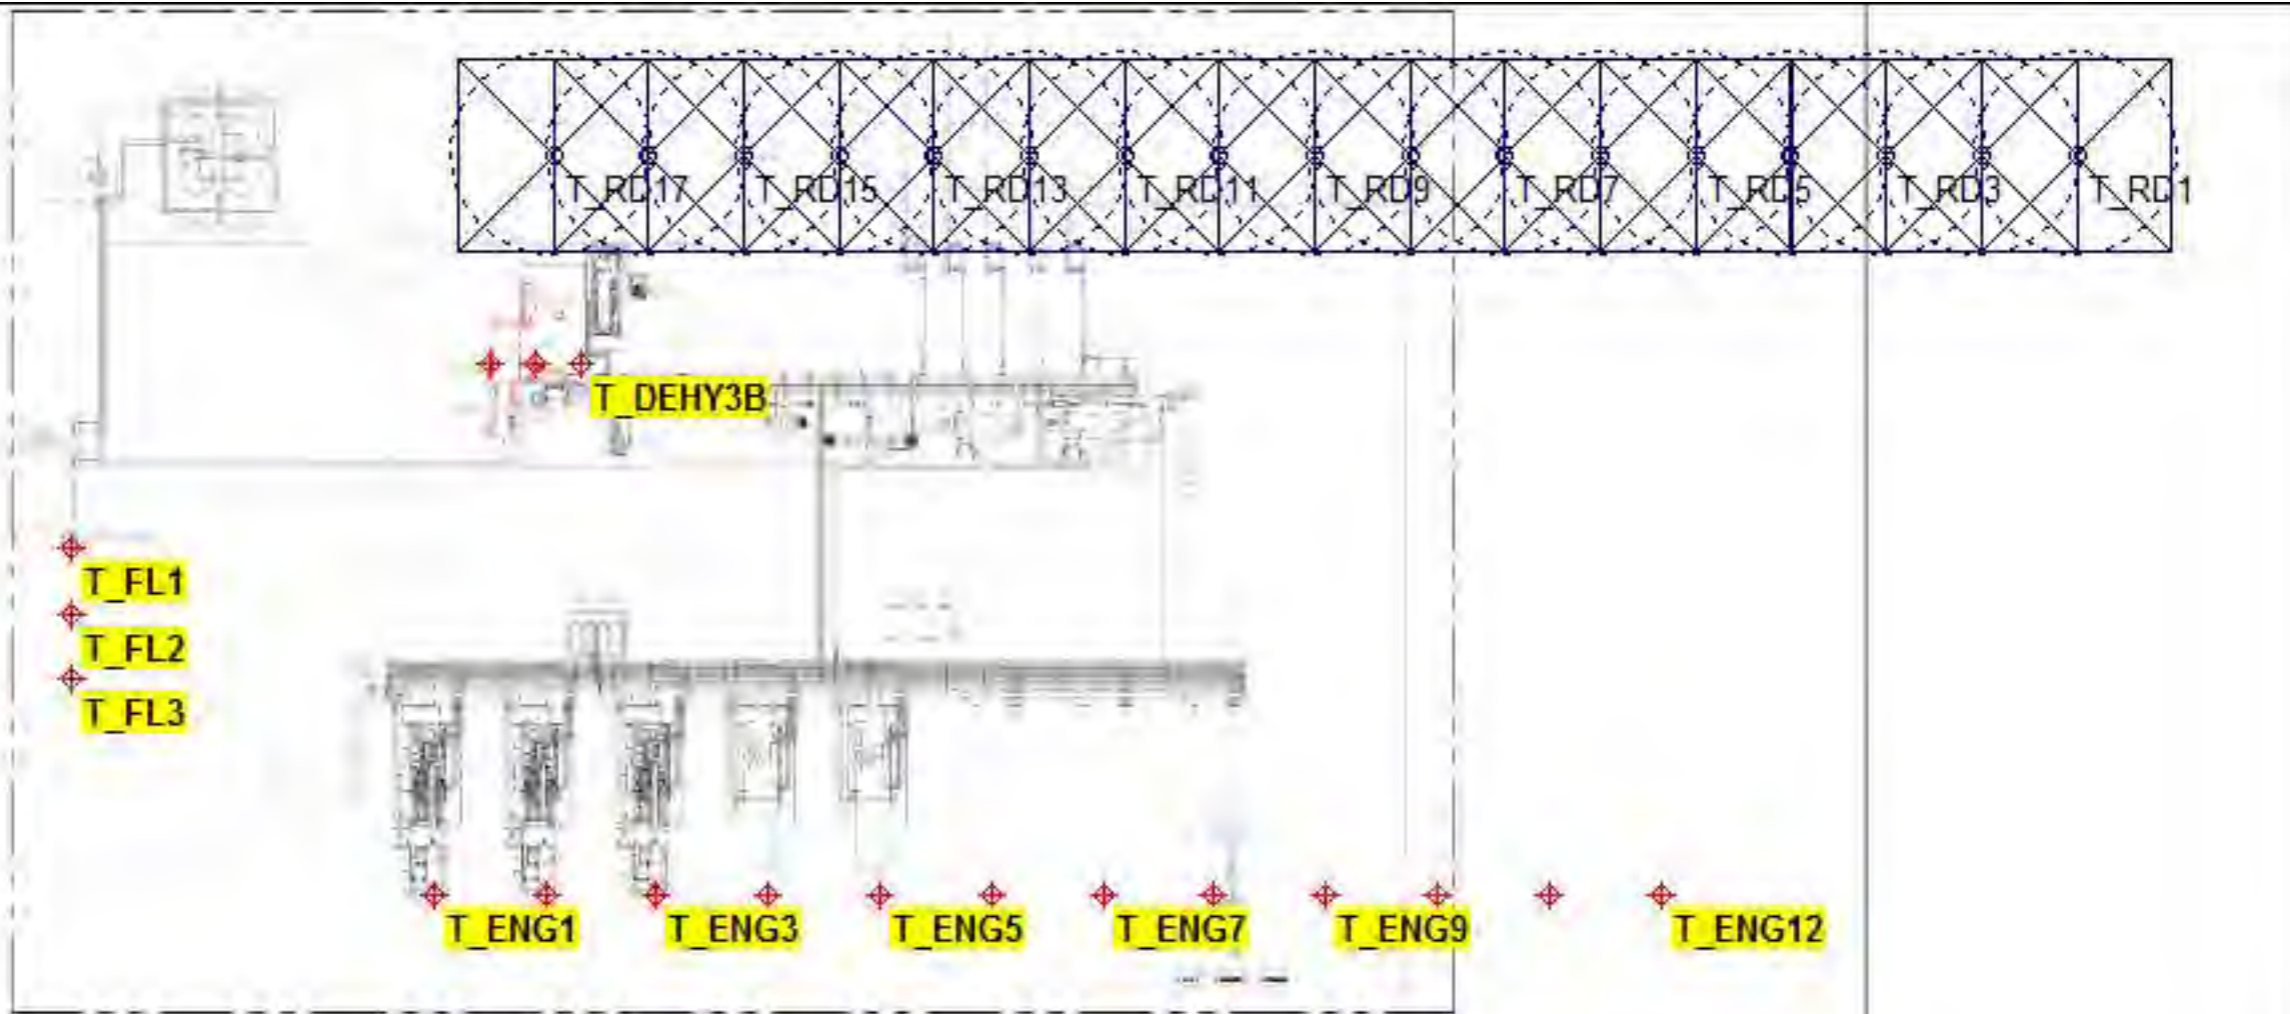 T_RD17 T_RD15 T_RD13 T_RD11 T_RD9 T_RD7 T_RD5 T_RD3 T_RD1
T_DEHY3B
T_FL1
T_FL2
T_FL3
T_ENG1 T_ENG3 T_ENG5 T_ENG7 T_ENG9 T_ENG12